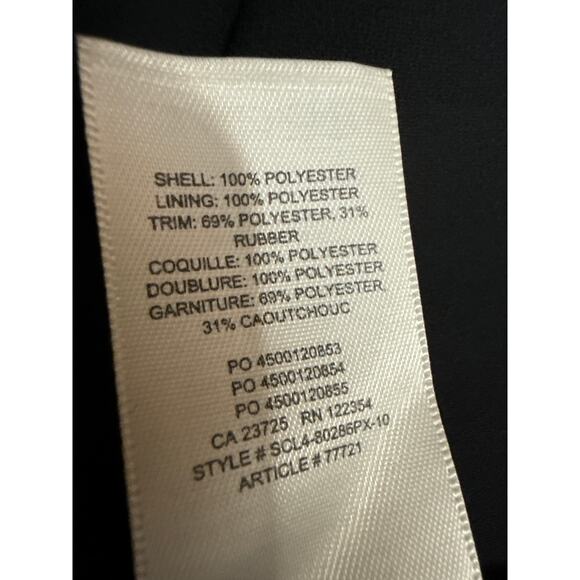 SHELL: 100% POLYESTER
LINING: 100% POLYESTER
TRIM: 69% POLYESTER, 31%
RUBBER
COQUILLE: 100% POLYESTER
DOUBLURE: 100% POLYESTER
GARNITURE: 69% POLYESTER,
31% CAOUTCHOUC
PO 4500120853
PO 4500120854
PO 4500120855
CA 23725 RN 122354
STYLE # SCL4-80286PX-10
ARTICLE # 77721